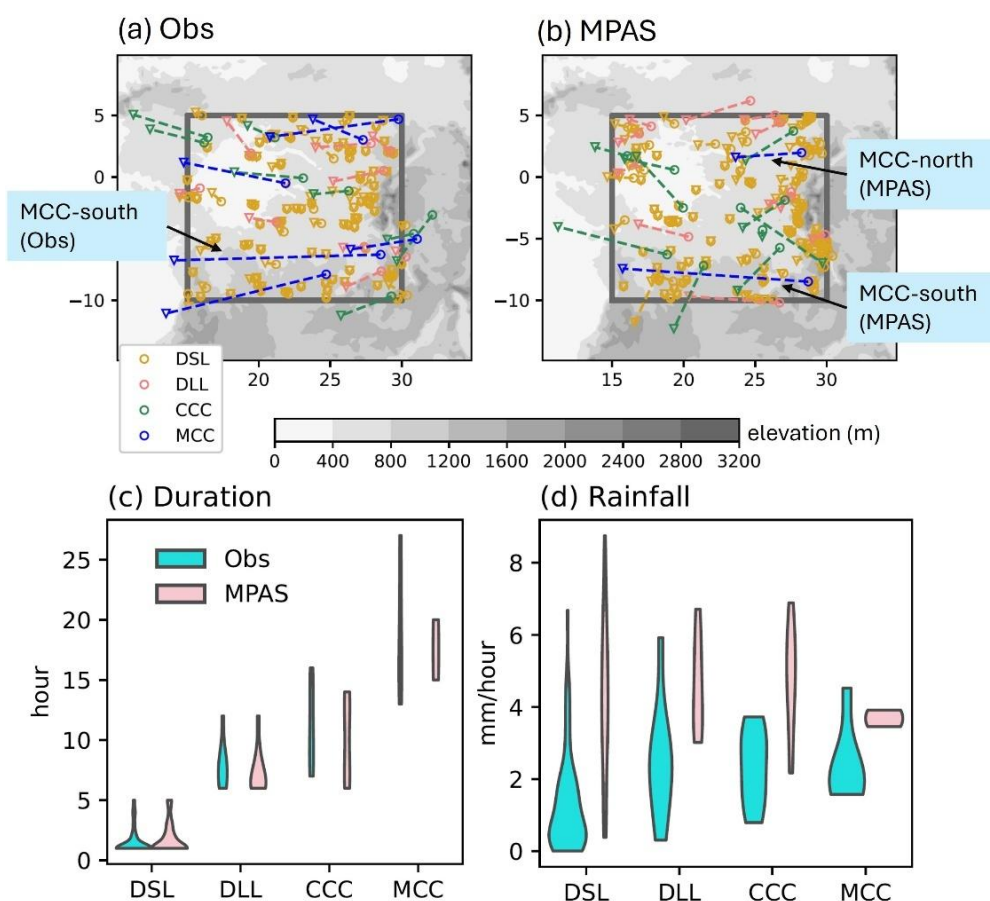 (a) Obs
(b) MPAS
5
0
−5
−10
20
25
30
MCC-south
(Obs)
DSL
DLL
CCC
MCC
5
0
−5
−10
15
20
25
30
MCC-north
(MPAS)
MCC-south
(MPAS)
elevation (m)
0 400 800 1200 1600 2000 2400 2800 3200
(c) Duration
hour
25
20
15
10
5
0
Obs
MPAS
DSL DLL CCC MCC
(d) Rainfall
mm/hour
8
6
4
2
0
DSL DLL CCC MCC